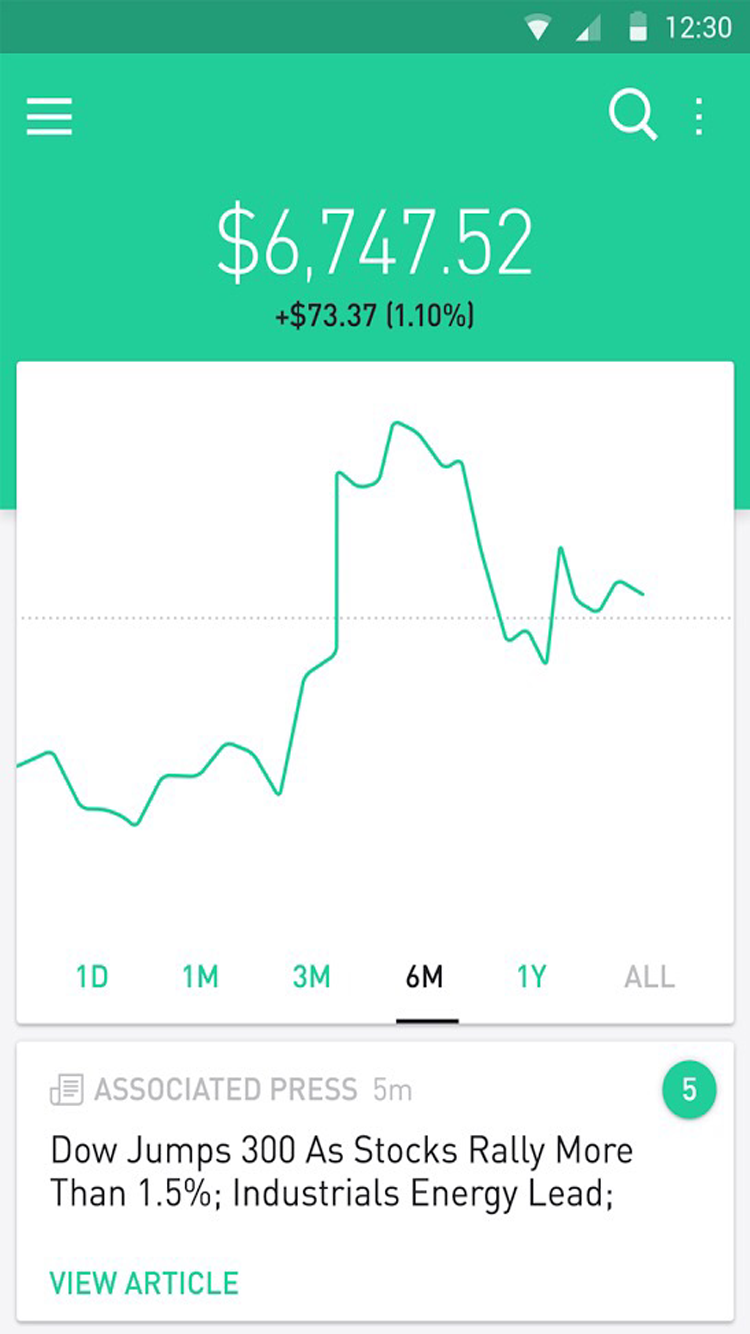 12:30
$6,747.52
+$73.37 (1.10%)
1D 1M 3M 6M 1Y ALL
ASSOCIATED PRESS 5m 5
Dow Jumps 300 As Stocks Rally More
Than 1.5%; Industrials Energy Lead;
VIEW ARTICLE